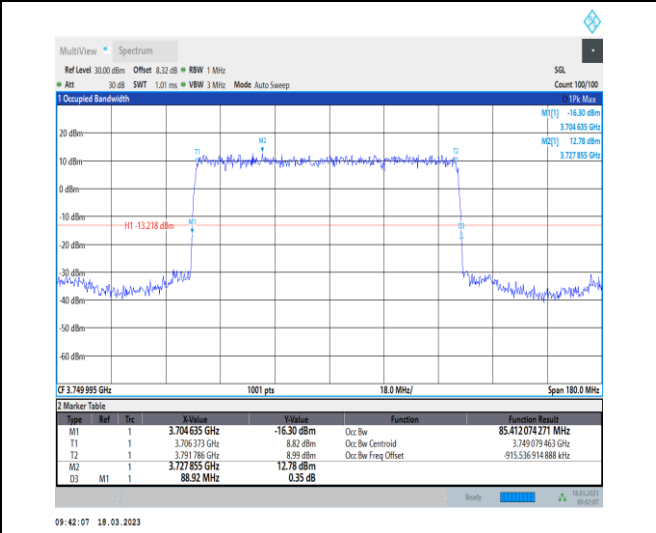 MultiView Spectrum
Ref Level 30.00 dBm Offset 8.32 dB RBW 1 MHz SGL
Att 30 dB SWT 1.01 ms VBW 3 MHz Mode Auto Sweep Count 100/100
1 Occupied Bandwidth 1Pk Max
M1[1] -16.30 dBm
3.704 635 GHz
M2[1] 12.78 dBm
3.727 855 GHz
20 dBm
M2
T1 T2
10 dBm
0 dBm
-10 dBm
H1 -13.218 dBm M1 D3
-20 dBm
-30 dBm
-40 dBm
-50 dBm
-60 dBm
CF 3.749 995 GHz 1001 pts 18.0 MHz/ Span 180.0 MHz
2 Marker Table
Type Ref Trc X-Value Y-Value Function Function Result
M1 1 3.704 635 GHz -16.30 dBm Occ Bw 85.412 074 271 MHz
T1 1 3.706 373 GHz 8.82 dBm Occ Bw Centroid 3.749 079 463 GHz
T2 1 3.791 786 GHz 8.99 dBm Occ Bw Freq Offset -915.536 914 888 kHz
M2 1 3.727 855 GHz 12.78 dBm
D3 M1 1 88.92 MHz 0.35 dB
Ready 18.03.2023
09:42:07
09:42:07 18.03.2023